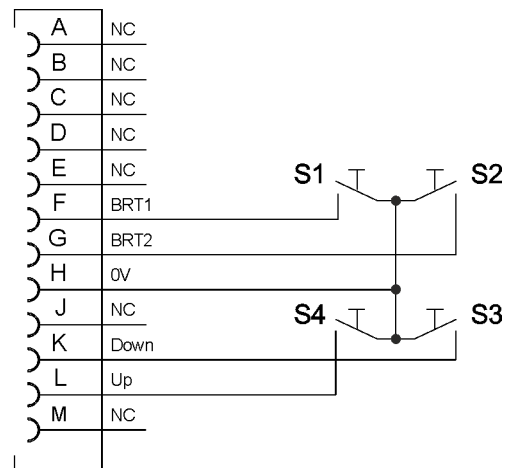 A NC
B NC
C NC
D NC
E NC
S1 S2
F BRT1
G BRT2
H 0V
J NC
S4 S3
K Down
L Up
M NC